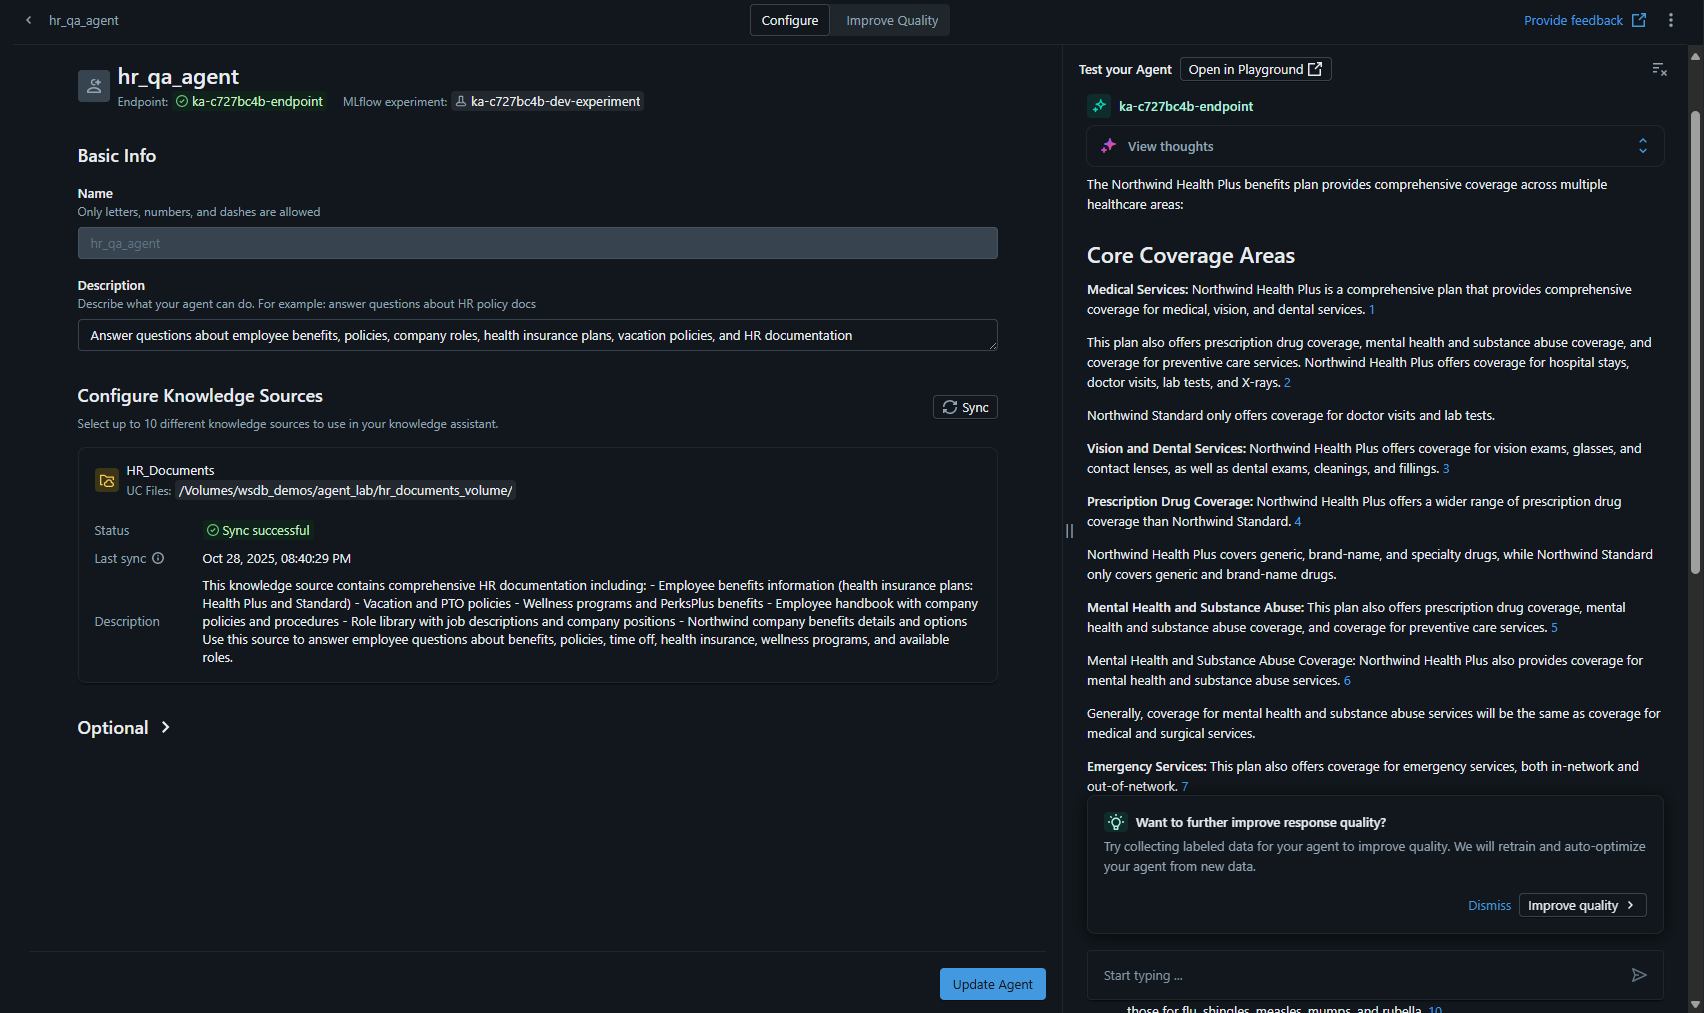 hr_qa_agent
Configure
Improve Quality
Provide feedback
hr_qa_agent
Endpoint: ka-c727bc4b-endpoint MLflow experiment: ka-c727bc4b-dev-experiment
Basic Info
Name
Only letters, numbers, and dashes are allowed
hr_qa_agent
Description
Describe what your agent can do. For example: answer questions about HR policy docs
Answer questions about employee benefits, policies, company roles, health insurance plans, vacation policies, and HR documentation
Configure Knowledge Sources
Select up to 10 different knowledge sources to use in your knowledge assistant.
Sync
HR_Documents
UC Files: /Volumes/wsdb_demos/agent_lab/hr_documents_volume/
Status Sync successful
Last sync Oct 28, 2025, 08:40:29 PM
Description
This knowledge source contains comprehensive HR documentation including: - Employee benefits information (health insurance plans:
Health Plus and Standard) - Vacation and PTO policies - Wellness programs and PerksPlus benefits - Employee handbook with company
policies and procedures - Role library with job descriptions and company positions - Northwind company benefits details and options
Use this source to answer employee questions about benefits, policies, time off, health insurance, wellness programs, and available
roles.
Optional
Update Agent
Test your Agent
Open in Playground
ka-c727bc4b-endpoint
View thoughts
The Northwind Health Plus benefits plan provides comprehensive coverage across multiple
healthcare areas:
Core Coverage Areas
Medical Services: Northwind Health Plus is a comprehensive plan that provides comprehensive
coverage for medical, vision, and dental services. 1
This plan also offers prescription drug coverage, mental health and substance abuse coverage, and
coverage for preventive care services. Northwind Health Plus offers coverage for hospital stays,
doctor visits, lab tests, and X-rays. 2
Northwind Standard only offers coverage for doctor visits and lab tests.
Vision and Dental Services: Northwind Health Plus offers coverage for vision exams, glasses, and
contact lenses, as well as dental exams, cleanings, and fillings. 3
Prescription Drug Coverage: Northwind Health Plus offers a wider range of prescription drug
coverage than Northwind Standard. 4
Northwind Health Plus covers generic, brand-name, and specialty drugs, while Northwind Standard
only covers generic and brand-name drugs.
Mental Health and Substance Abuse: This plan also offers prescription drug coverage, mental
health and substance abuse coverage, and coverage for preventive care services. 5
Mental Health and Substance Abuse Coverage: Northwind Health Plus also provides coverage for
mental health and substance abuse services. 6
Generally, coverage for mental health and substance abuse services will be the same as coverage for
medical and surgical services.
Emergency Services: This plan also offers coverage for emergency services, both in-network and
out-of-network. 7
Want to further improve response quality?
Try collecting labeled data for your agent to improve quality. We will retrain and auto-optimize
your agent from new data.
Dismiss
Improve quality
Start typing ...
those for flu, shingles, measles, mumps, and rubella. 10